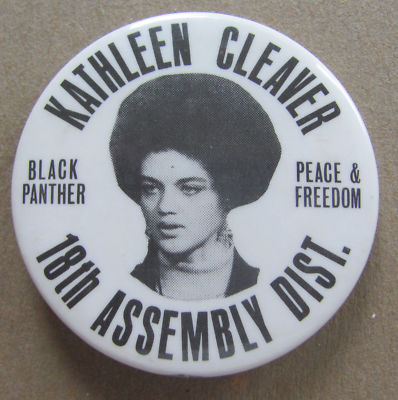 KATHLEEN CLEAVER
BLACK
PANTHER
PEACE &
FREEDOM
18th ASSEMBLY DIST.